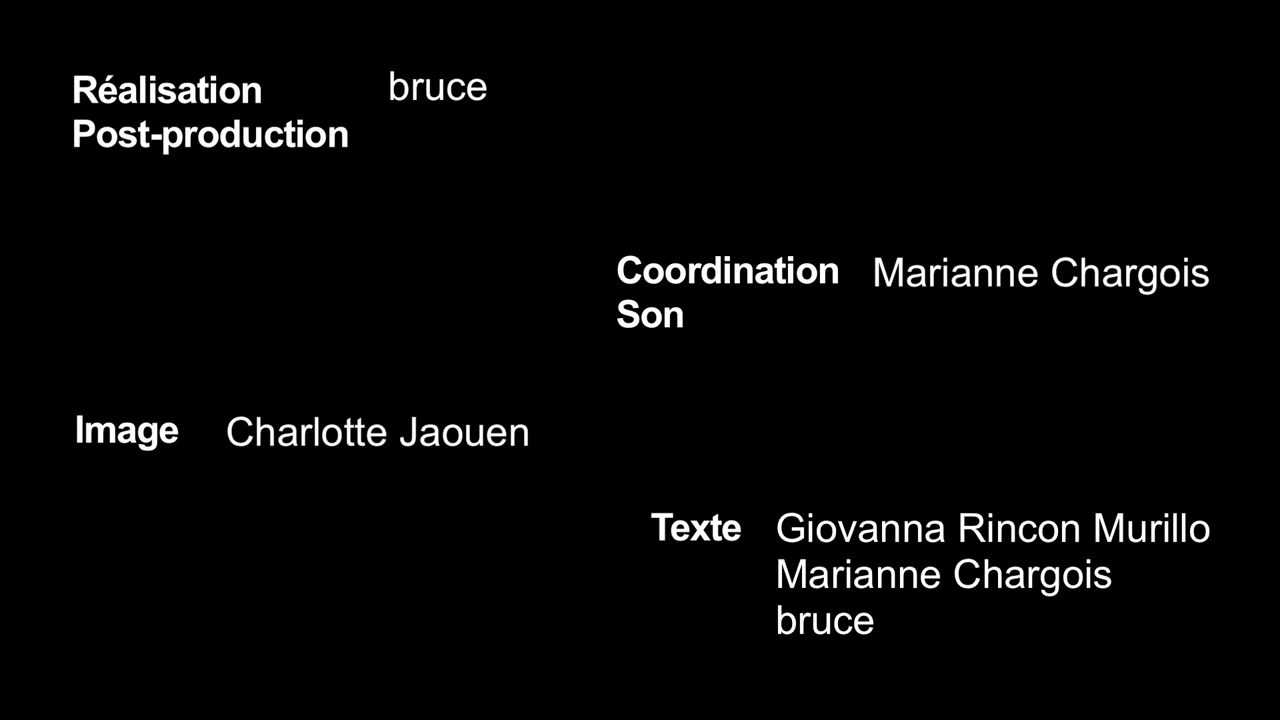 Réalisation bruce
Post-production
Coordination Marianne Chargois
Son
Image Charlotte Jaouen
Texte Giovanna Rincon Murillo
Marianne Chargois
bruce